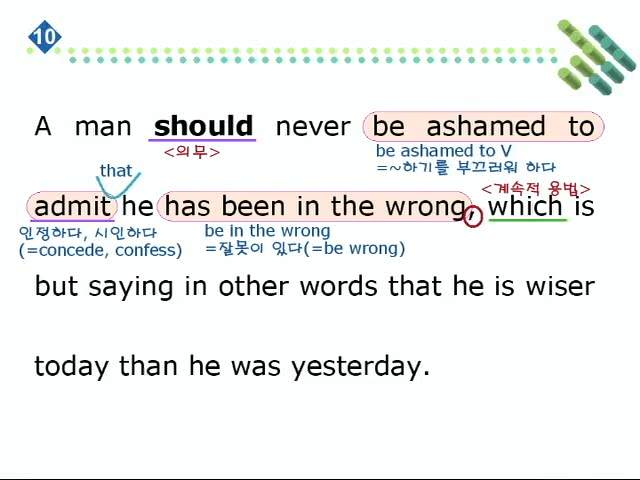 10
A man should never be ashamed to
<의무>
be ashamed to V
=~하기를 부끄러워 하다
that
<계속적 용법>
admit he has been in the wrong, which is
인정하다, 시인하다
(=concede, confess)
be in the wrong
=잘못이 있다(=be wrong)
but saying in other words that he is wiser
today than he was yesterday.